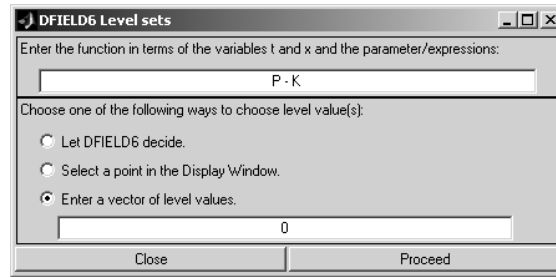 DFIELD6 Level sets
Enter the function in terms of the variables t and x and the parameter/expressions:
P - K
Choose one of the following ways to choose level value(s):
Let DFIELD6 decide.
Select a point in the Display Window.
Enter a vector of level values.
0
Close Proceed